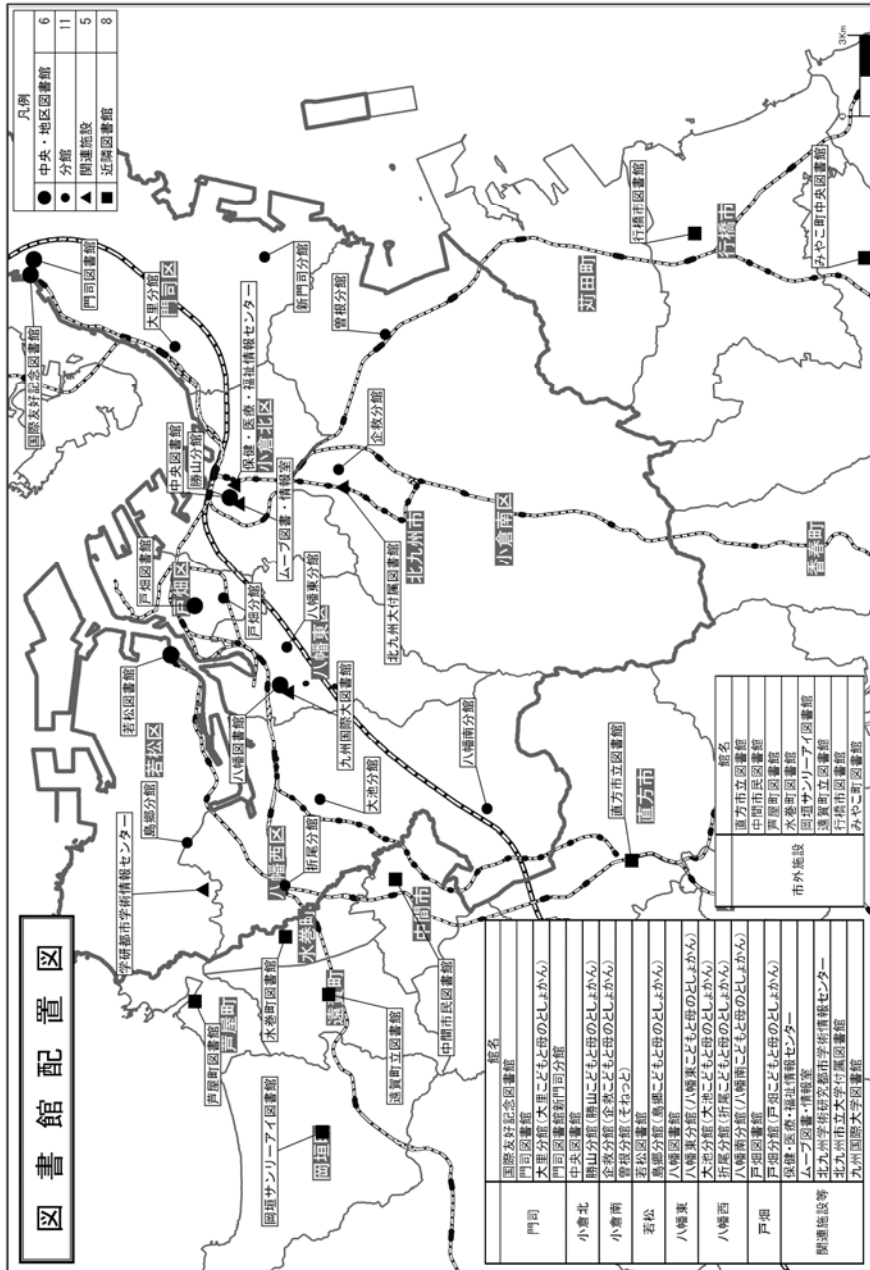 図書館配置図
凡例
中央・地区図書館 6
分館 11
関連施設 5
近隣図書館 8
国際友好記念図書館
門司図書館
大里分館
門司区
新門司分館
曽根分館
中央図書館
勝山分館
小倉北区
保健・医療・福祉情報センター
ムーブ図書・情報室
企救分館
北九州市
北九州大付属図書館
小倉南区
戸畑図書館
戸畑区
戸畑分館
八幡東分館
八幡東区
若松図書館
若松区
八幡図書館
九州国際大図書館
島郷分館
学研都市学術情報センター
大池分館
八幡南分館
八幡西区
折尾分館
水巻町
水巻町図書館
芦屋町
芦屋町図書館
中間市
中間市民図書館
遠賀町立図書館
岡垣サンリーアイ図書館
直方市立図書館
直方市
香春町
苅田町
行橋市図書館
行橋市
みやこ町中央図書館
0
3Km
館名
門司
国際友好記念図書館
門司図書館
大里分館(大里こどもと母のとしょかん)
門司図書館新門司分館
小倉北
中央図書館
勝山分館(勝山こどもと母のとしょかん)
小倉南
企救分館(企救こどもと母のとしょかん)
曽根分館(そねっと)
若松
若松図書館
島郷分館(島郷こどもと母のとしょかん)
八幡東
八幡図書館
八幡東分館(八幡東こどもと母のとしょかん)
八幡西
大池分館(大池こどもと母のとしょかん)
折尾分館(折尾こどもと母のとしょかん)
八幡南分館(八幡南こどもと母のとしょかん)
戸畑
戸畑図書館
戸畑分館(戸畑こどもと母のとしょかん)
関連施設等
保健・医療・福祉情報センター
ムーブ図書・情報室
北九州学術研究都市学術情報センター
北九州市立大学付属図書館
九州国際大学図書館
館名
市外施設
直方市立図書館
中間市民図書館
芦屋町図書館
水巻町図書館
岡垣サンリーアイ図書館
遠賀町立図書館
行橋市図書館
みやこ町図書館